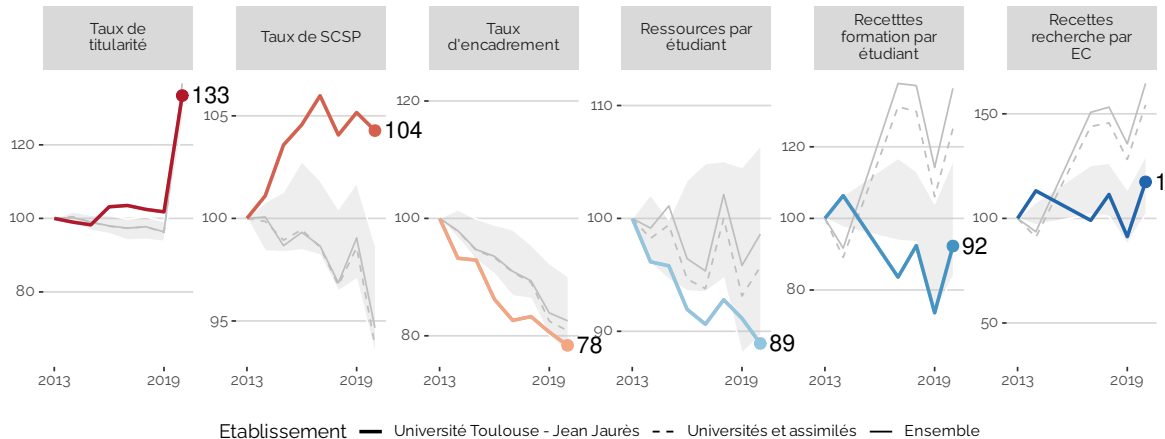 Taux de
titularité
Taux de SCSP
Taux
d'encadrement
Ressources par
étudiant
Recetttes
formation par
étudiant
Recettes
recherche par
EC
133
120
100
80
2013
2019
105
100
95
104
2013
2019
120
100
80
78
2013
2019
110
100
90
89
2013
2019
120
100
80
92
2013
2019
150
100
50
1
2013
2019
Etablissement
Université Toulouse - Jean Jaurès
Universités et assimilés
Ensemble